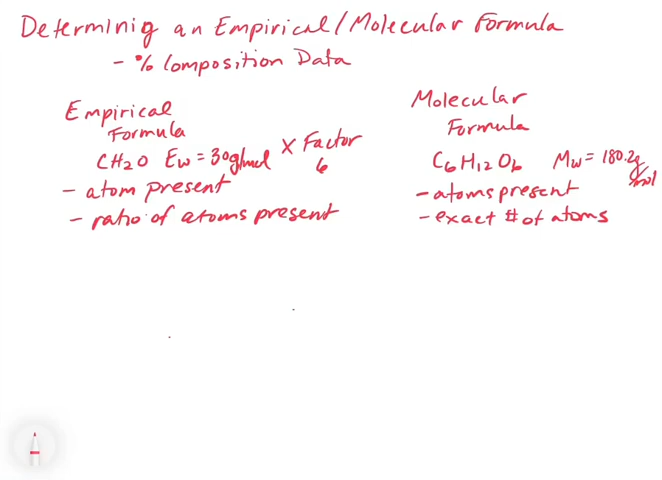 Determinig an Empirical/Molecular Formula
- % Composition Data
Empirical
Formula
CH2O Ew = 30g/mol
X Factor
6
- atom present
- ratio of atoms present
Molecular
Formula
C6H12O6 Mw = 180.2g/mol
- atoms present
- exact # of atoms